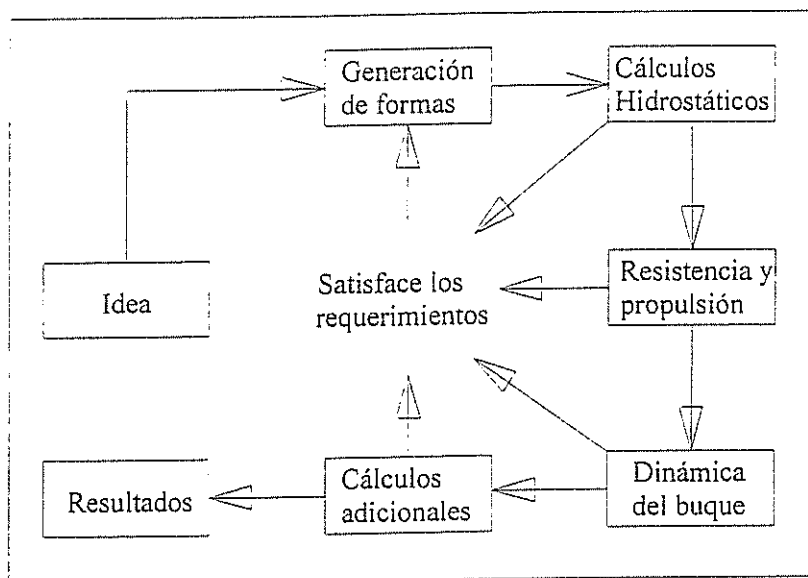 Generación
de formas
Cálculos
Hidrostáticos
Idea
Satisface los
requerimientos
Resistencia y
propulsión
Resultados
Cálculos
adicionales
Dinámica
del buque